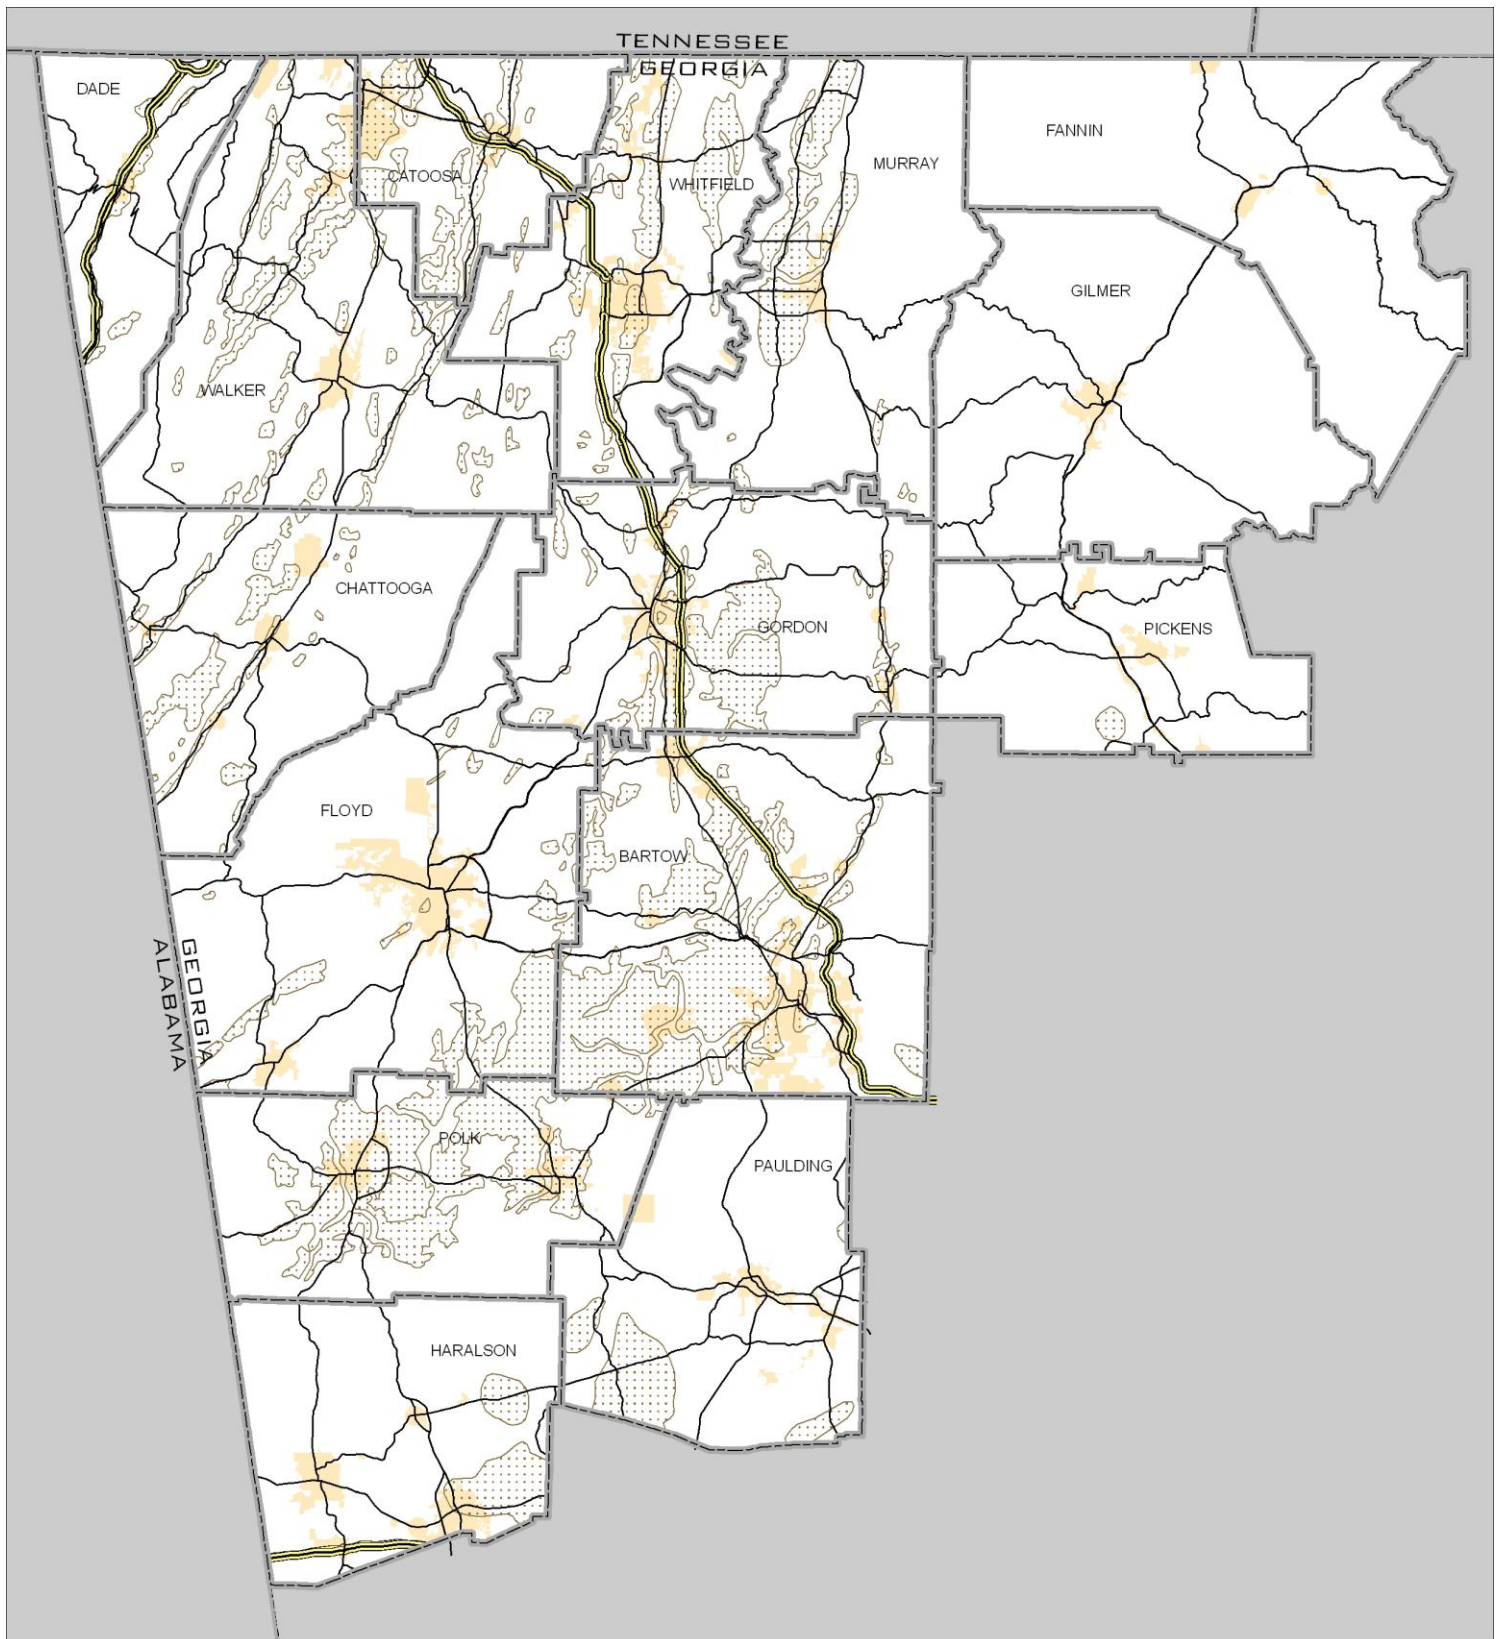 TENNESSEE
GEORGIA
DADE
FANNIN
MURRAY
CATOOSA
WHITFIELD
GILMER
WALKER
CHATTOOGA
GORDON
PICKENS
FLOYD
BARTOW
GEORGIA
ALABAMA
POLK
PAULDING
HARALSON